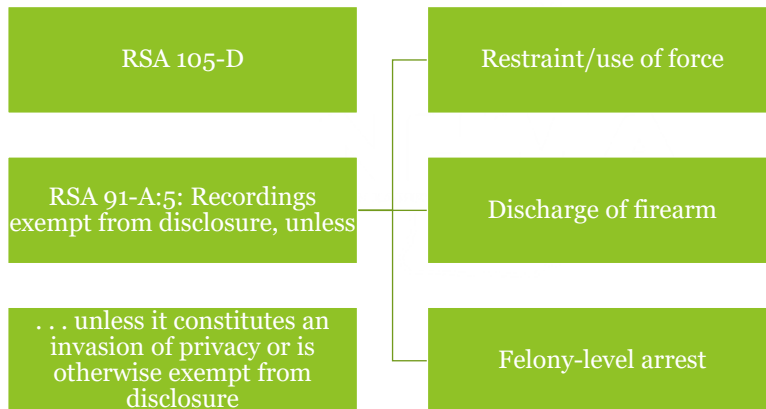 RSA 105-D
RSA 91-A:5: Recordings
exempt from disclosure, unless
. . . unless it constitutes an
invasion of privacy or is
otherwise exempt from
disclosure
Restraint/use of force
Discharge of firearm
Felony-level arrest